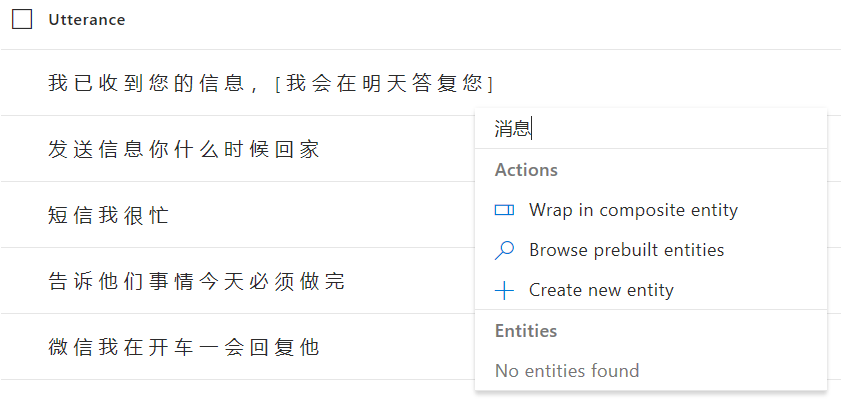 Utterance
我已收到您的信息，[我会在明天答复您]
消息
发送信息你什么时候回家
Actions
短信我很忙
Wrap in composite entity
Browse prebuilt entities
告诉他们事情今天必须做完
Create new entity
Entities
微信我在开车一会回复他
No entities found